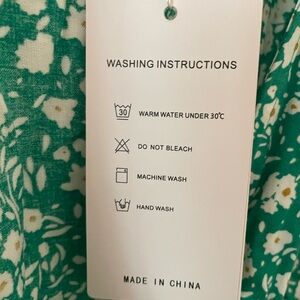 WASHING INSTRUCTIONS
30 WARM WATER UNDER 30℃
DO NOT BLEACH
MACHINE WASH
HAND WASH
MADE IN CHINA